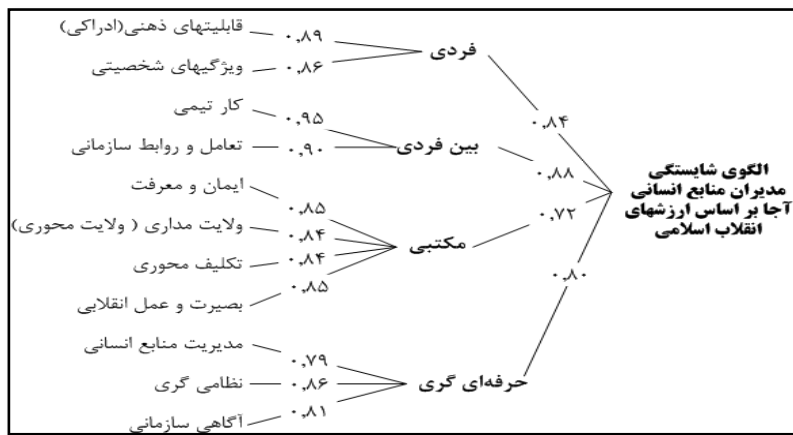 الگوی شایستگی
مدیران منابع انسانی
آجا بر اساس ارزشهای
انقلاب اسلامی
۰,۸۴
۰,۸۸
۰,۷۲
۰,۸۰
فردی
۰,۸۹
قابلیتهای ذهنی(ادراکی)
۰,۸۶
ویژگیهای شخصیتی
بین فردی
۰,۹۵
کار تیمی
۰,۹۰
تعامل و روابط سازمانی
مکتبی
۰,۸۵
ایمان و معرفت
۰,۸۴
ولایت مداری ( ولایت محوری)
۰,۸۴
تکلیف محوری
۰,۸۵
بصیرت و عمل انقلابی
حرفه‌ای گری
۰,۷۹
مدیریت منابع انسانی
۰,۸۶
نظامی گری
۰,۸۱
آگاهی سازمانی